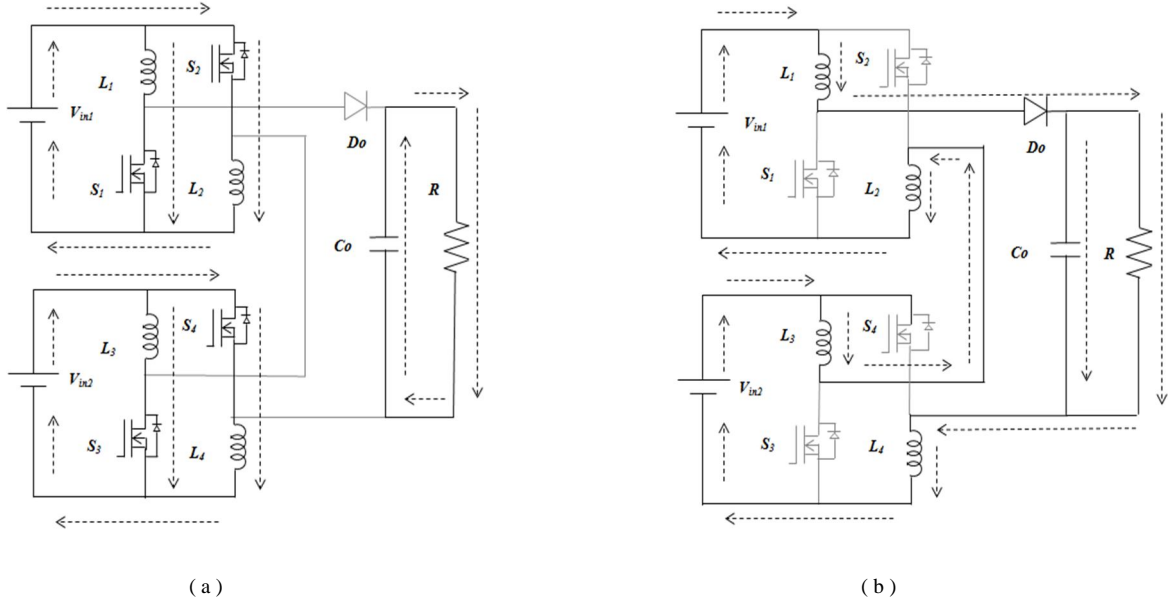 L1
S2
Vin1
Do
S1
L2
R
Co
L3
S4
Vin2
S3
L4
( a )
L1
S2
Vin1
Do
S1
L2
Co
R
L3
S4
Vin2
S3
L4
( b )